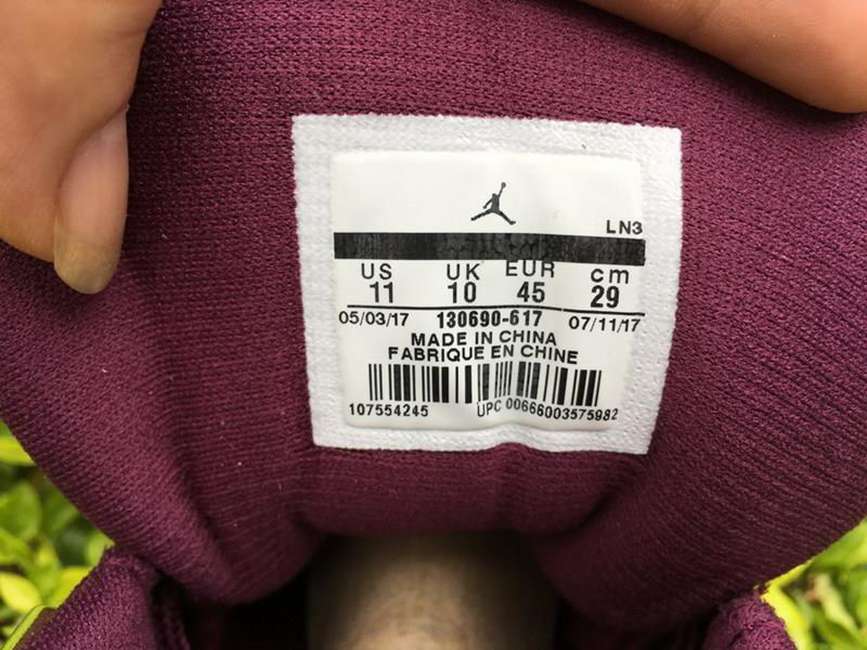 LN3
US UK EUR cm
11 10 45 29
05/03/17 130690-617 07/11/17
MADE IN CHINA
FABRIQUE EN CHINE
107554245 UPC 00666003575982